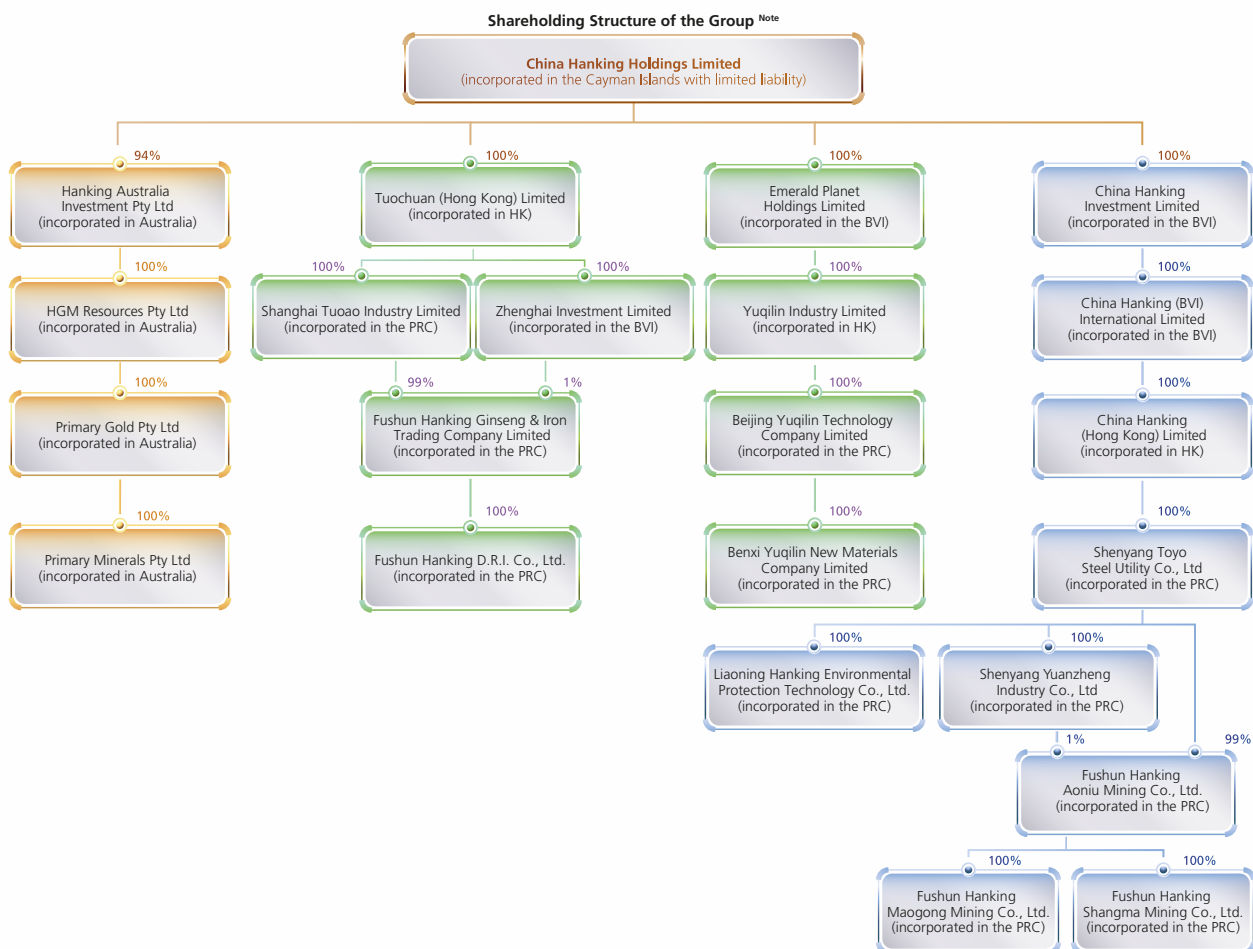 Shareholding Structure of the Group Note
China Hanking Holdings Limited
(incorporated in the Cayman Islands with limited liability)
94%
Hanking Australia
Investment Pty Ltd
(incorporated in Australia)
100%
Tuochuan (Hong Kong) Limited
(incorporated in HK)
100%
Emerald Planet
Holdings Limited
(incorporated in the BVI)
100%
China Hanking
Investment Limited
(incorporated in the BVI)
100%
HGM Resources Pty Ltd
(incorporated in Australia)
100%
Shanghai Tuoao Industry Limited
(incorporated in the PRC)
100%
Zhenghai Investment Limited
(incorporated in the BVI)
100%
Yuqilin Industry Limited
(incorporated in HK)
100%
China Hanking (BVI)
International Limited
(incorporated in the BVI)
100%
Primary Gold Pty Ltd
(incorporated in Australia)
99%
1%
Fushun Hanking Ginseng & Iron
Trading Company Limited
(incorporated in the PRC)
100%
Beijing Yuqilin Technology
Company Limited
(incorporated in the PRC)
100%
China Hanking
(Hong Kong) Limited
(incorporated in HK)
100%
Primary Minerals Pty Ltd
(incorporated in Australia)
100%
Fushun Hanking D.R.I. Co., Ltd.
(incorporated in the PRC)
100%
Benxi Yuqilin New Materials
Company Limited
(incorporated in the PRC)
100%
Shenyang Toyo
Steel Utility Co., Ltd
(incorporated in the PRC)
100%
Liaoning Hanking Environmental
Protection Technology Co., Ltd.
(incorporated in the PRC)
100%
Shenyang Yuanzheng
Industry Co., Ltd
(incorporated in the PRC)
1%
99%
Fushun Hanking
Aoniu Mining Co., Ltd.
(incorporated in the PRC)
100%
Fushun Hanking
Maogong Mining Co., Ltd.
(incorporated in the PRC)
100%
Fushun Hanking
Shangma Mining Co., Ltd.
(incorporated in the PRC)